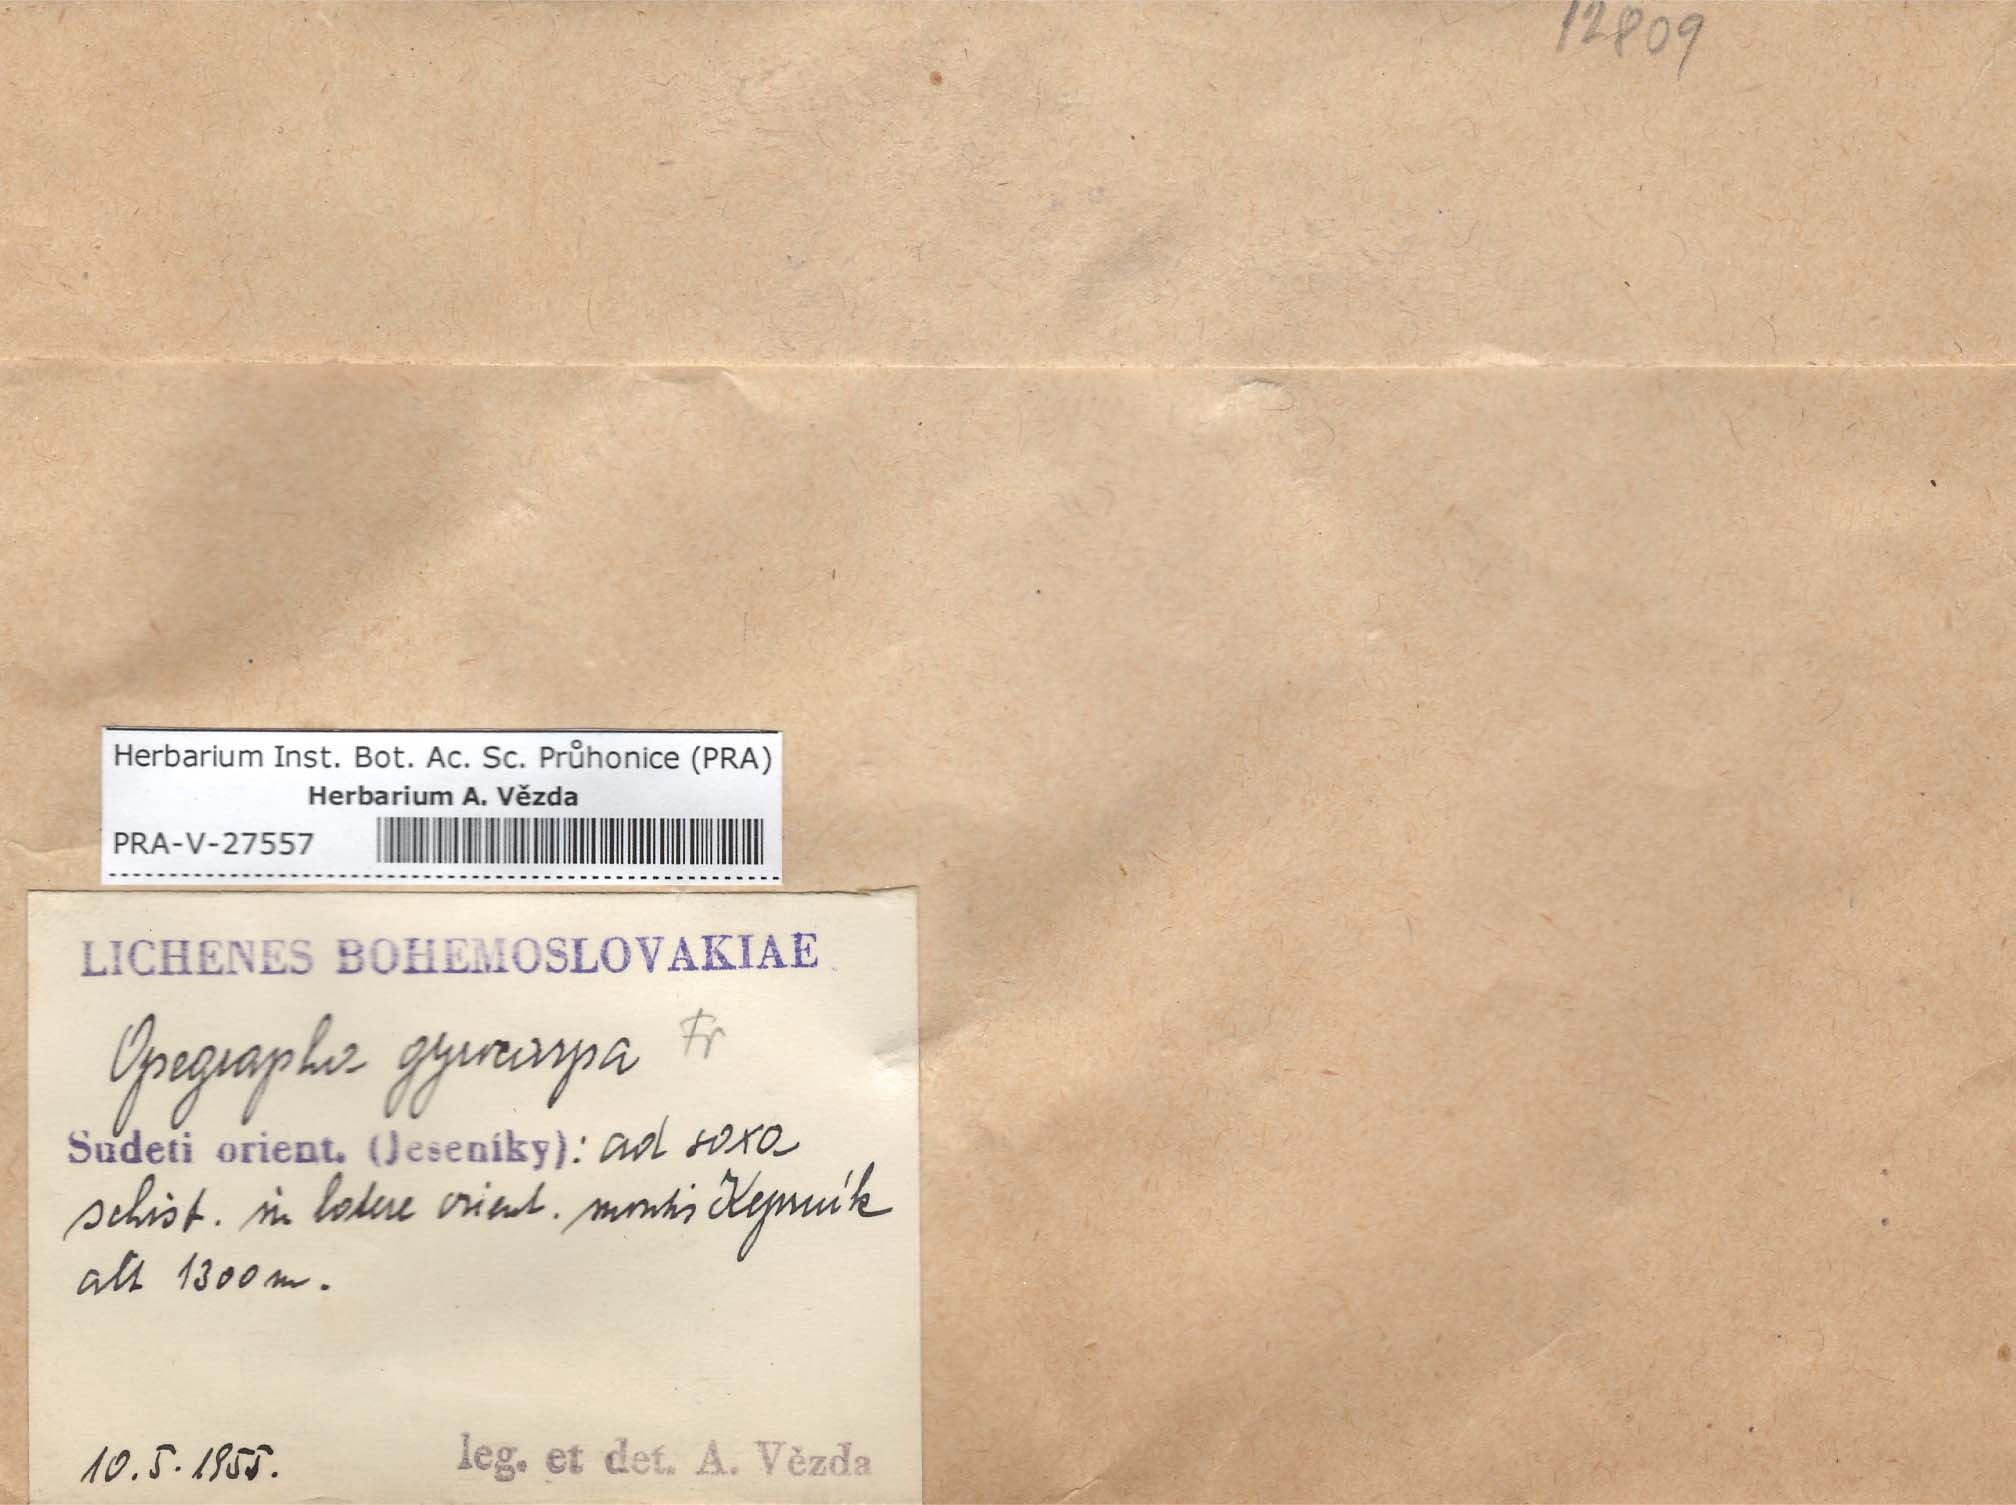 12809
Herbarium Inst. Bot. Ac. Sc. Průhonice (PRA)
Herbarium A. Vězda
PRA-V-27557
LICHENES BOHEMOSLOVAKIAE
Opegrapha gyrocarpa Fr
Sudeti orient. (Jeseníky): ad saxa
schist. in latere orient. montis Keprník
alt 1300 m.
10.5.1955.
leg. et det. A. Vězda